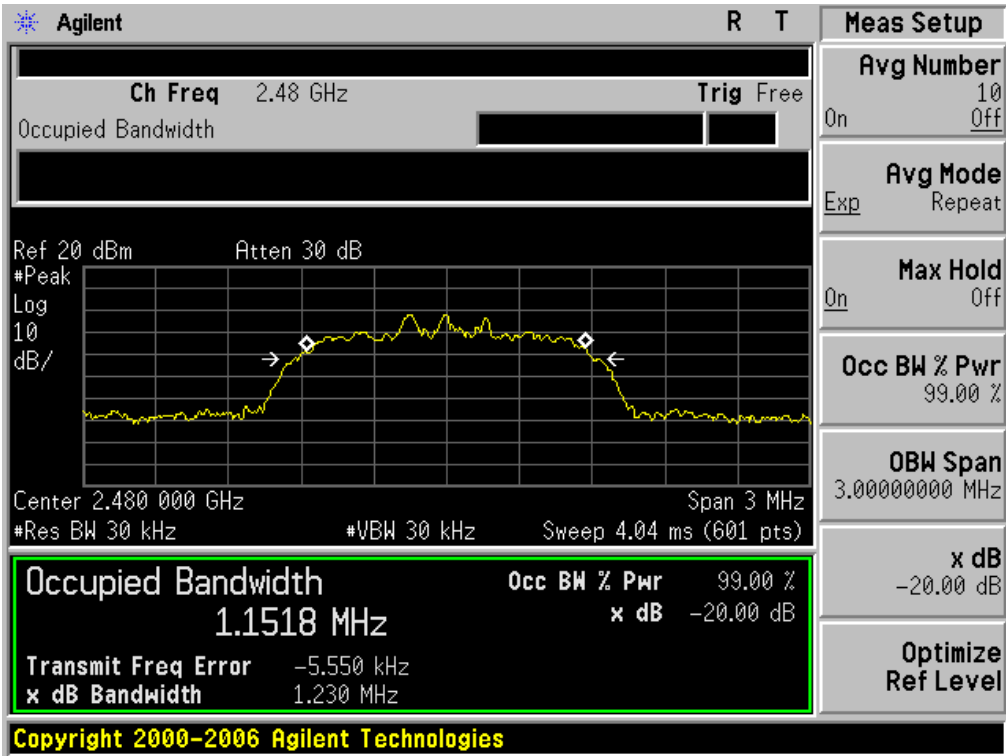 Agilent R T
Ch Freq 2.48 GHz Trig Free
Occupied Bandwidth
Ref 20 dBm Atten 30 dB
#Peak
Log
10
dB/
Center 2.480 000 GHz Span 3 MHz
#Res BW 30 kHz #VBW 30 kHz Sweep 4.04 ms (601 pts)
Occupied Bandwidth
1.1518 MHz
Occ BW % Pwr 99.00 %
x dB -20.00 dB
Transmit Freq Error -5.550 kHz
x dB Bandwidth 1.230 MHz
Copyright 2000-2006 Agilent Technologies
Meas Setup
Avg Number
10
On Off
Avg Mode
Exp Repeat
Max Hold
On Off
Occ BW % Pwr
99.00 %
OBW Span
3.00000000 MHz
x dB
-20.00 dB
Optimize
Ref Level